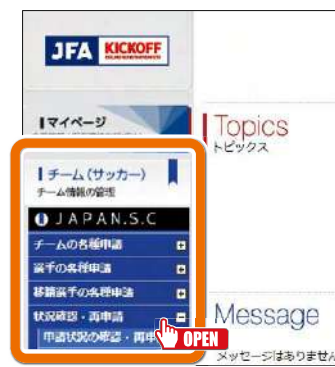 JFA KICKOFF
マイページ
Topics
トピックス
チーム(サッカー)
チーム情報の管理
JAPAN.S.C
チームの各種申請
選手の各種申請
移籍選手の各種申請
状況確認・再申請
申請状況の確認・再申
OPEN
Message
メッセージはありません